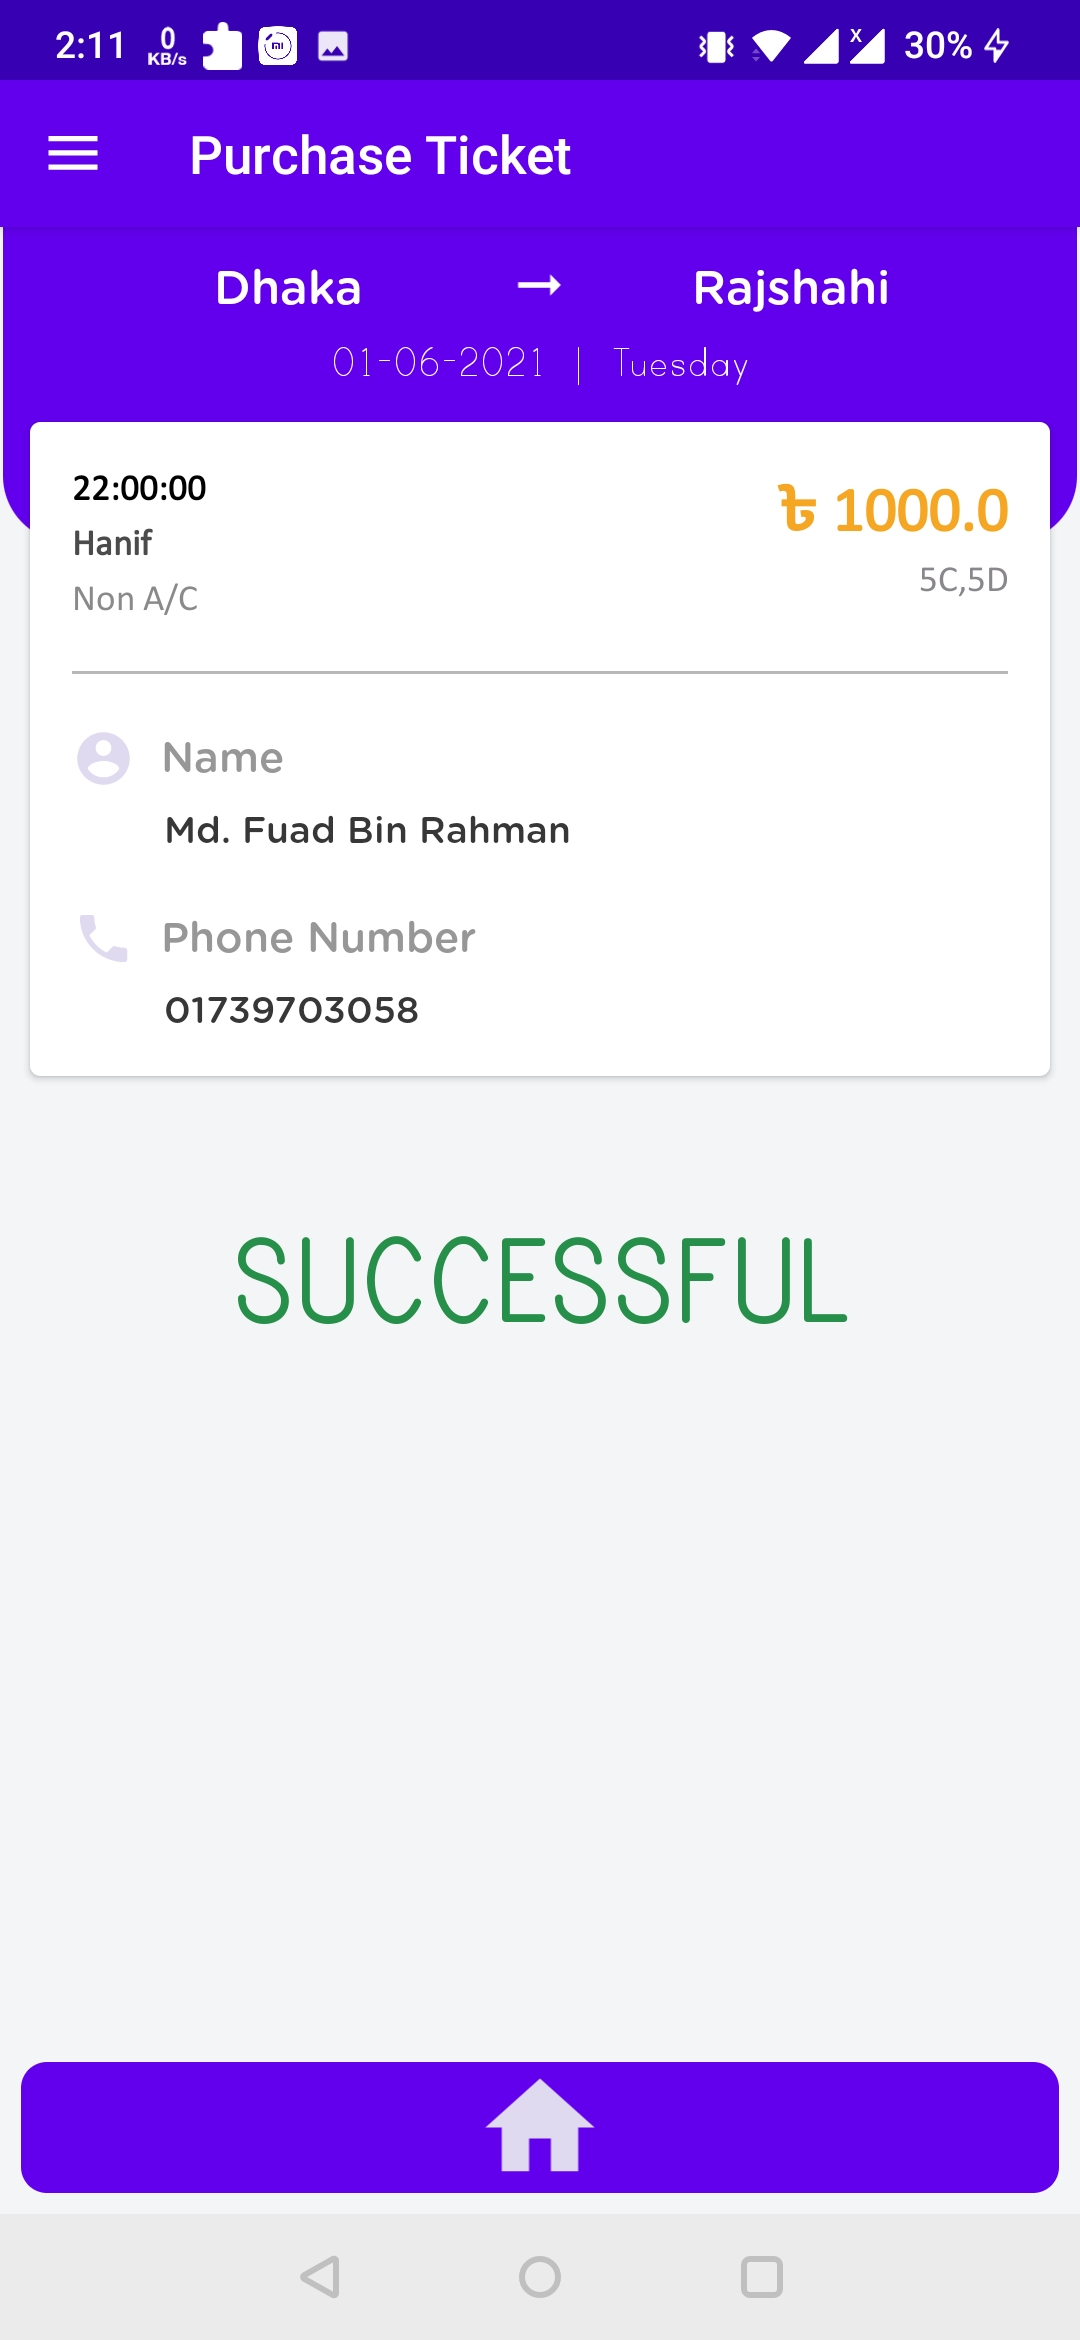 2:11 0 KB/s 30%
Purchase Ticket
Dhaka → Rajshahi
01-06-2021 | Tuesday
22:00:00
৳ 1000.0
Hanif
5C,5D
Non A/C
Name
Md. Fuad Bin Rahman
Phone Number
01739703058
SUCCESSFUL